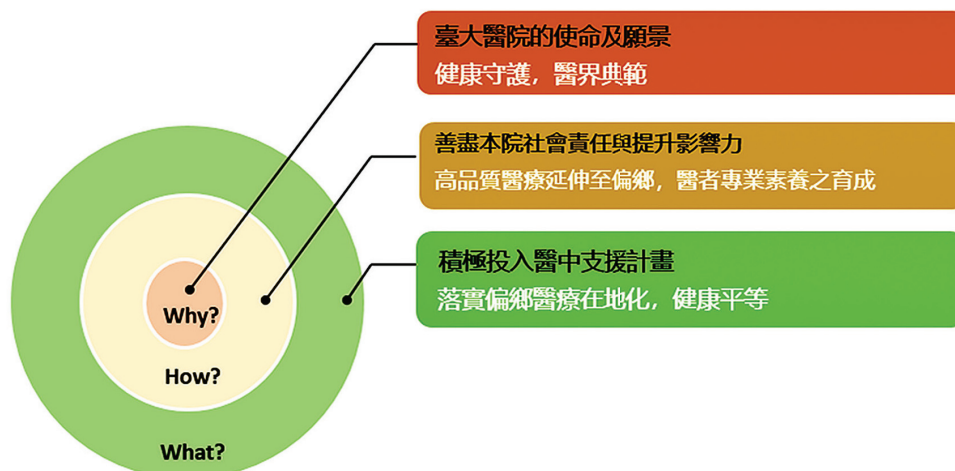 臺大醫院的使命及願景
健康守護，醫界典範
善盡本院社會責任與提升影響力
高品質醫療延伸至偏鄉，醫者專業素養之育成
積極投入醫中支援計畫
落實偏鄉醫療在地化，健康平等
Why?
How?
What?